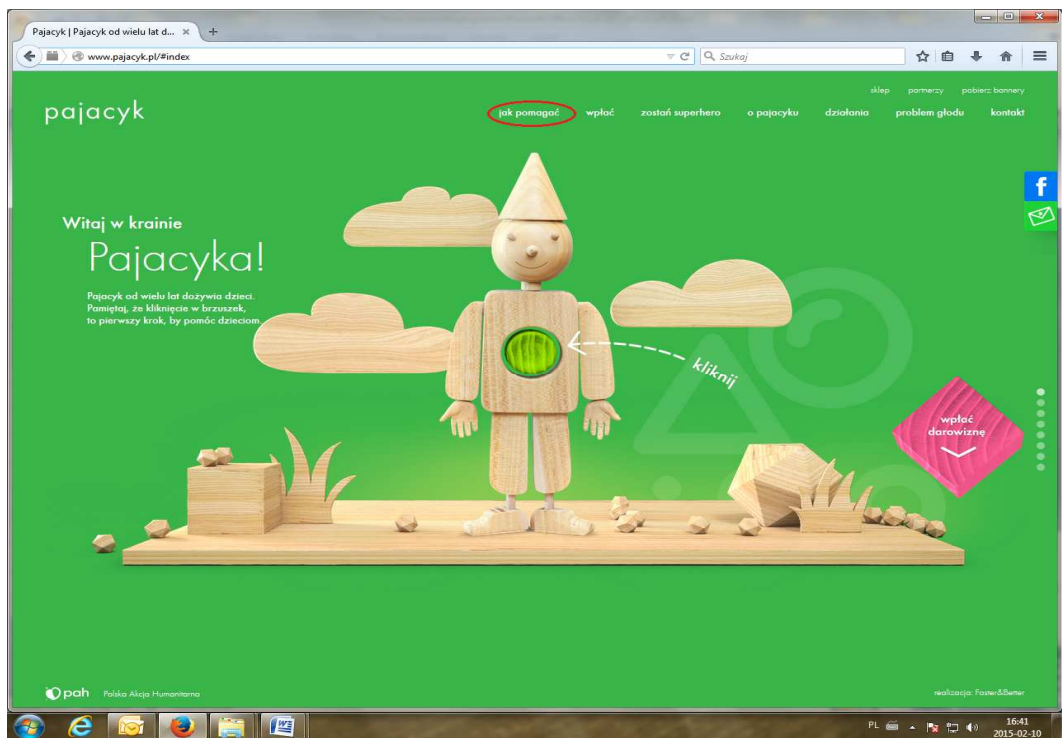 Pajacyk | Pajacyk od wielu lat d...
www.pajacyk.pl/#index
Szukaj
sklep partnerzy pobierz bannery
pajacyk
jak pomagać wpłać zostań superhero o pajacyku działania problem głodu kontakt
f
Witaj w krainie
Pajacyka!
Pajacyk od wielu lat dożywia dzieci.
Pamiętaj, że kliknięcie w brzuszek,
to pierwszy krok, by pomóc dzieciom.
kliknij
wpłać
darowiznę
pah Polska Akcja Humanitarna
realizacja: Faster&Better
PL
16:41
2015-02-10